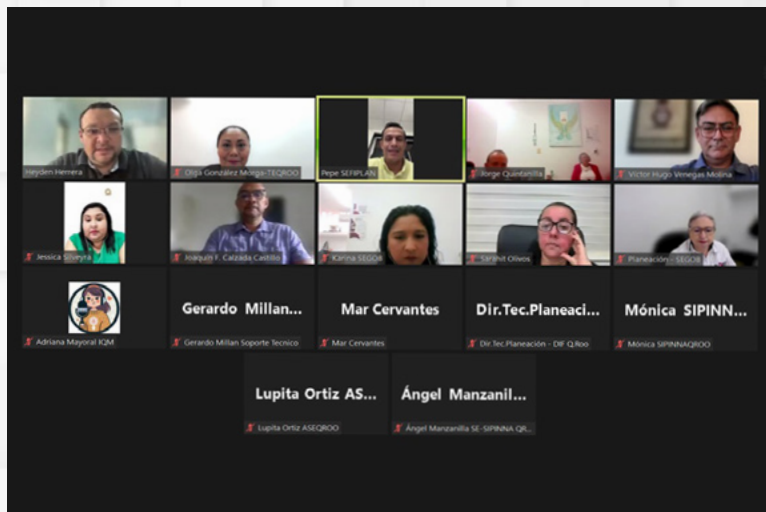 Heyden Herrera
Olga González Morga-TEQROO
Pepe SEFIPLAN
Jorge Quintanilla
Victor Hugo Venegas Molina
Jessica Silveyra
Joaquín F. Calzada Castillo
Karina SEGOB
Sarahit Olivos
Planeación - SEGOB
Adriana Mayoral IQM
Gerardo Millan...
Gerardo Millan Soporte Tecnico
Mar Cervantes
Mar Cervantes
Dir.Tec.Planeaci...
Dir.Tec.Planeación - DIF Q.Roo
Mónica SIPINN...
Mónica SIPINNAQROO
Lupita Ortiz AS...
Lupita Ortiz ASEQROO
Ángel Manzanil...
Ángel Manzanilla SE-SIPINNA QR...